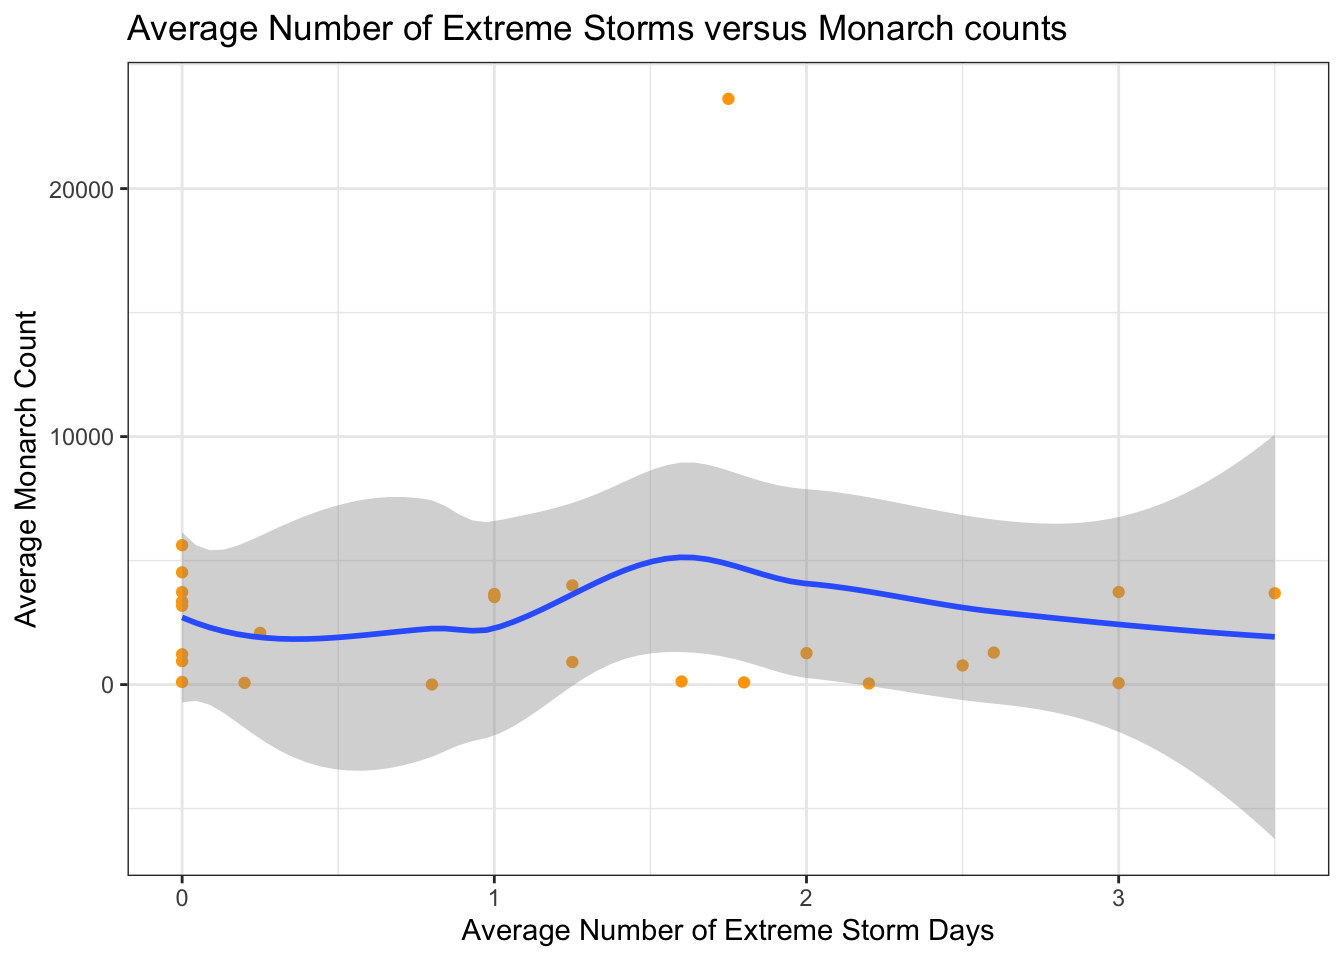 Average Number of Extreme Storms versus Monarch counts
Average Monarch Count
20000
10000
0
0 1 2 3
Average Number of Extreme Storm Days